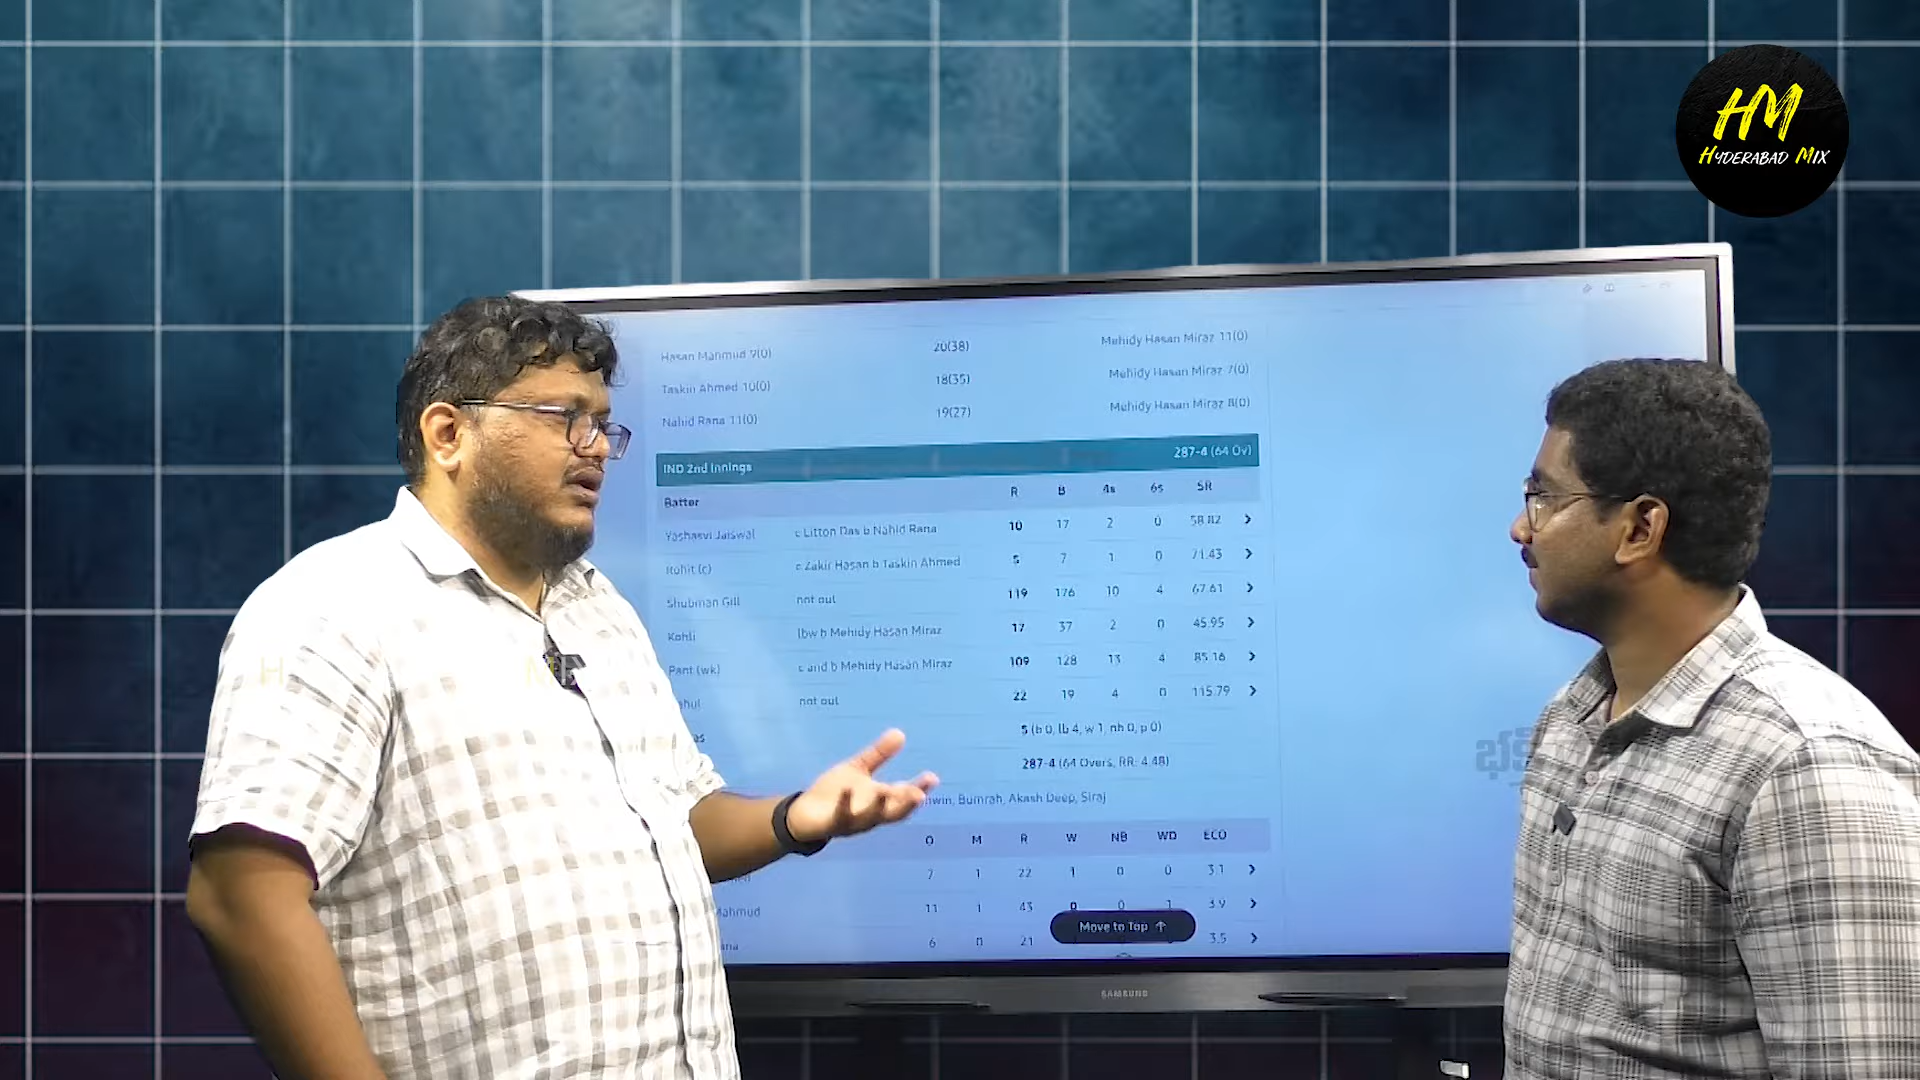 HM
HYDERABAD MIX
Hasan Mahmud 9(0) 20(38) Mehidy Hasan Miraz 11(0)
Taskin Ahmed 10(0) 18(35) Mehidy Hasan Miraz 7(0)
Nahid Rana 11(0) 19(27) Mehidy Hasan Miraz 8(0)
IND 2nd Innings 287-4 (64 Ov)
Batter R B 4s 6s SR
Yashasvi Jaiswal c Litton Das b Nahid Rana 10 17 2 0 58.82
Rohit (c) c Zakir Hasan b Taskin Ahmed 5 7 1 0 71.43
Shubman Gill not out 119 176 10 4 67.61
Kohli lbw b Mehidy Hasan Miraz 17 37 2 0 45.95
Pant (wk) c and b Mehidy Hasan Miraz 109 128 13 4 85.16
hul not out 22 19 4 0 115.79
as 5 (b 0, lb 4, w 1, nb 0, p 0)
287-4 (64 Overs, RR: 4.48)
hwin, Bumrah, Akash Deep, Siraj
O M R W NB WD ECO
7 1 22 1 0 0 3.1
Mahmud 11 1 43 0 0 1 3.9
ana 6 0 21 3.5
Move to Top ↑
SAMSUNG